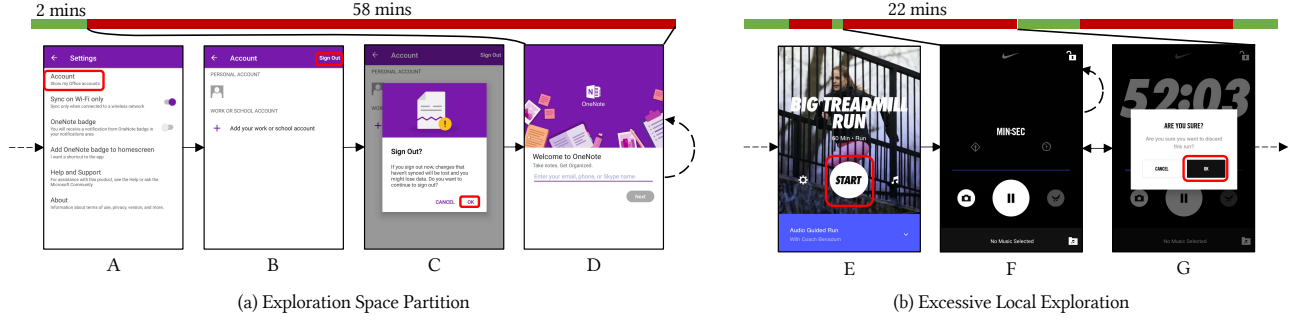 2 mins
58 mins
Settings
Account
Show my Office accounts
Sync on Wi-Fi only
Sync only when connected to a wireless network
OneNote badge
You will receive a notification from OneNote badge in
your notifications area
Add OneNote badge to homescreen
I want a shortcut to the app
Help and Support
For assistance with this product, see the Help or ask the
Microsoft Community
About
Information about terms of use, privacy, version, and more.
A
Account
Sign Out
PERSONAL ACCOUNT
WORK OR SCHOOL ACCOUNT
+ Add your work or school account
B
Account
Sign Out
PERSONAL ACCOUNT
WORK
+
Sign Out?
If you sign out now, changes that
haven't synced will be lost and you
might lose data. Do you want to
continue to sign out?
CANCEL
OK
C
N
OneNote
Welcome to OneNote
Take notes. Get Organized.
Enter your email, phone, or Skype name
Next
D
(a) Exploration Space Partition
22 mins
BIG TREADMILL
RUN
60 Min • Run
START
Audio Guided Run
With Coach Bennett
E
MIN:SEC
No Music Selected
F
52:03
ARE YOU SURE?
Are you sure you want to discard
this run?
CANCEL
OK
No Music Selected
G
(b) Excessive Local Exploration